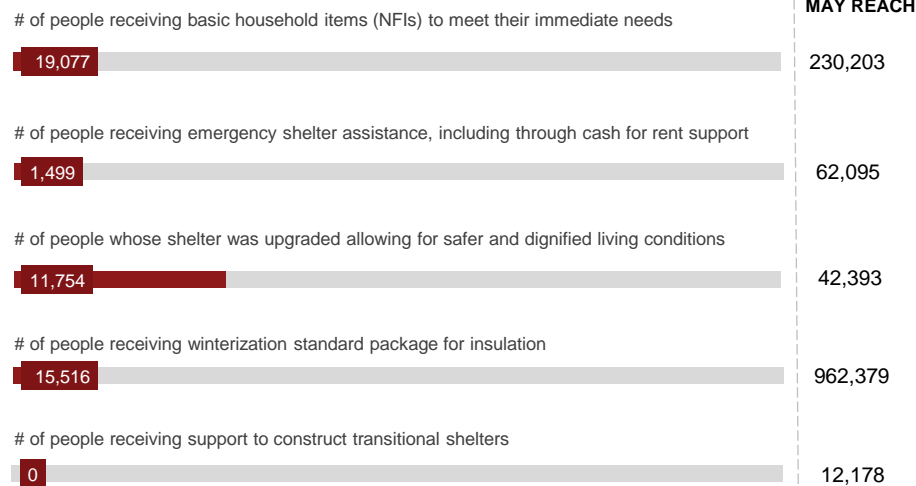 MAY REACH
# of people receiving basic household items (NFIs) to meet their immediate needs
19,077
230,203
# of people receiving emergency shelter assistance, including through cash for rent support
1,499
62,095
# of people whose shelter was upgraded allowing for safer and dignified living conditions
11,754
42,393
# of people receiving winterization standard package for insulation
15,516
962,379
# of people receiving support to construct transitional shelters
0
12,178